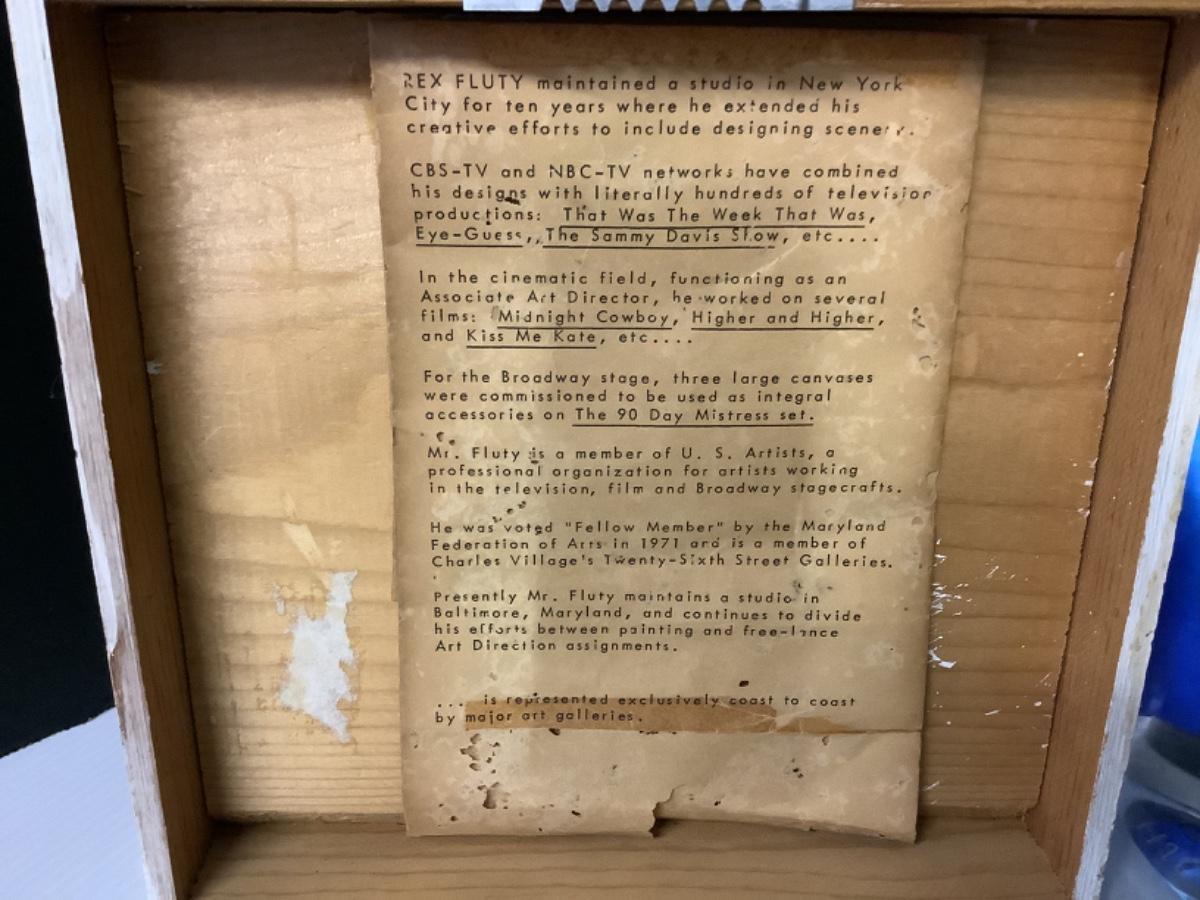 REX FLUTY maintained a studio in New York
City for ten years where he extended his
creative efforts to include designing scenery.
CBS-TV and NBC-TV networks have combined
his designs with literally hundreds of television
productions: That Was The Week That Was,
Eye-Guess,, The Sammy Davis Show, etc....
In the cinematic field, functioning as an
Associate Art Director, he worked on several
films: Midnight Cowboy, Higher and Higher,
and Kiss Me Kate, etc....
For the Broadway stage, three large canvases
were commissioned to be used as integral
accessories on The 90 Day Mistress set.
Mr. Fluty is a member of U. S. Artists, a
professional organization for artists working
in the television, film and Broadway stagecrafts.
He was voted "Fellow Member" by the Maryland
Federation of Arts in 1971 and is a member of
Charles Village's Twenty-Sixth Street Galleries.
Presently Mr. Fluty maintains a studio in
Baltimore, Maryland, and continues to divide
his efforts between painting and free-lance
Art Direction assignments.
... is represented exclusively coast to coast
by major art galleries.